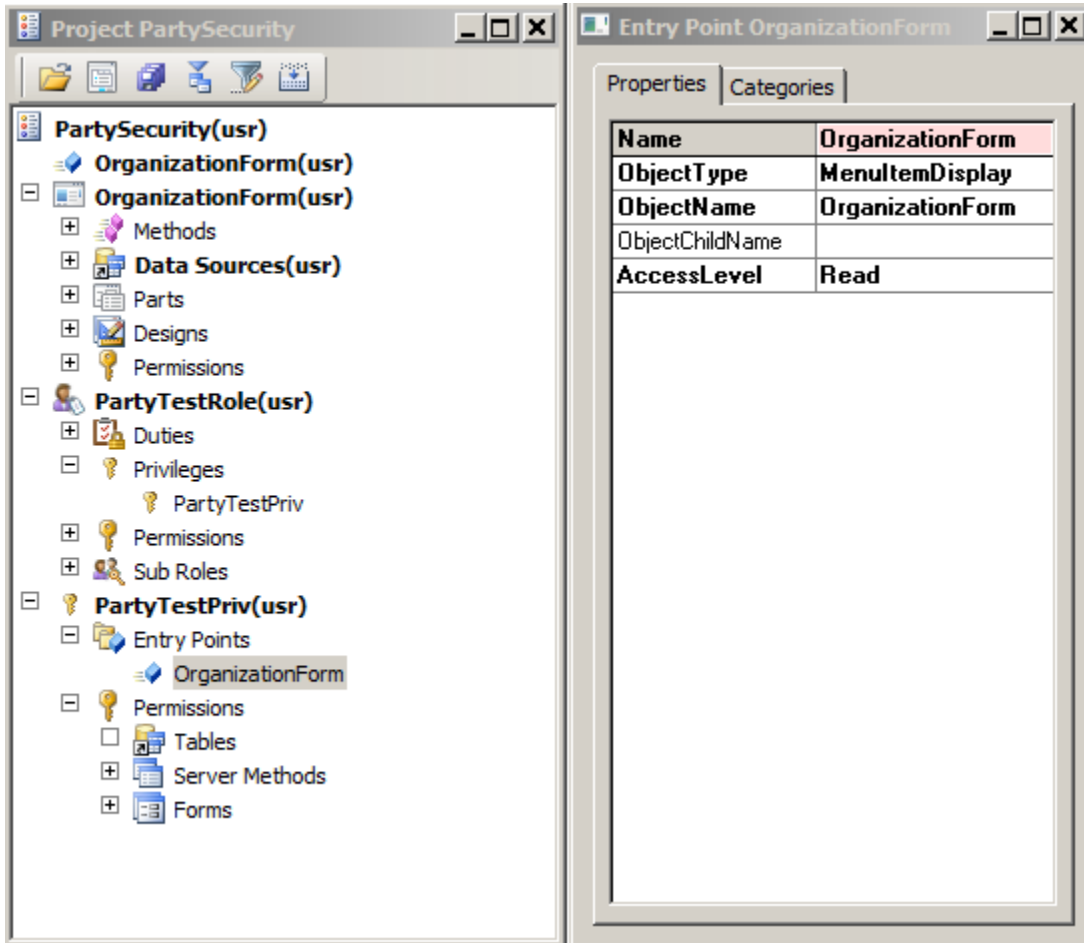 Project PartySecurity
PartySecurity(usr)
OrganizationForm(usr)
OrganizationForm(usr)
Methods
Data Sources(usr)
Parts
Designs
Permissions
PartyTestRole(usr)
Duties
Privileges
PartyTestPriv
Permissions
Sub Roles
PartyTestPriv(usr)
Entry Points
OrganizationForm
Permissions
Tables
Server Methods
Forms
Entry Point OrganizationForm
Properties Categories
Name OrganizationForm
ObjectType MenuItemDisplay
ObjectName OrganizationForm
ObjectChildName
AccessLevel Read